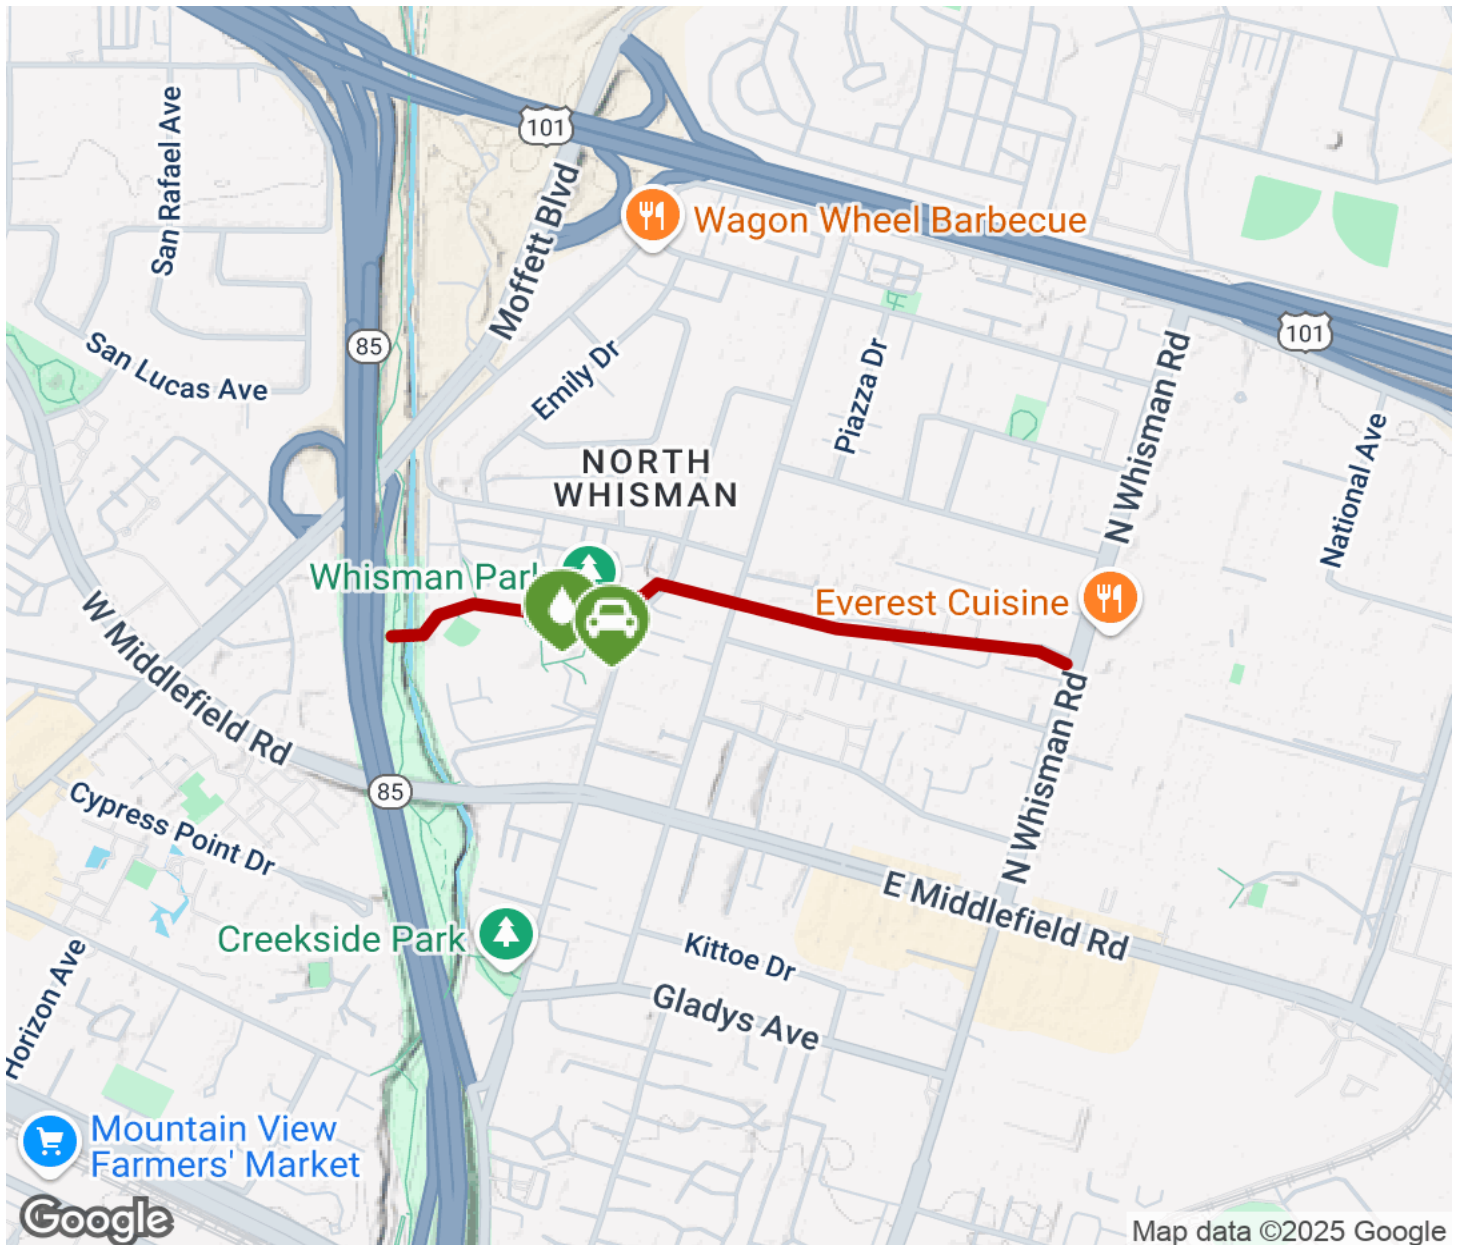 101
San Rafael Ave
Moffett Blvd
Wagon Wheel Barbecue
85
San Lucas Ave
Emily Dr
Piazza Dr
N Whisman Rd
101
National Ave
NORTH
WHISMAN
Whisman Park
Everest Cuisine
W Middlefield Rd
N Whisman Rd
85
Cypress Point Dr
E Middlefield Rd
Creekside Park
Kittoe Dr
Horizon Ave
Gladys Ave
Mountain View
Farmers' Market
Google
Map data ©2025 Google